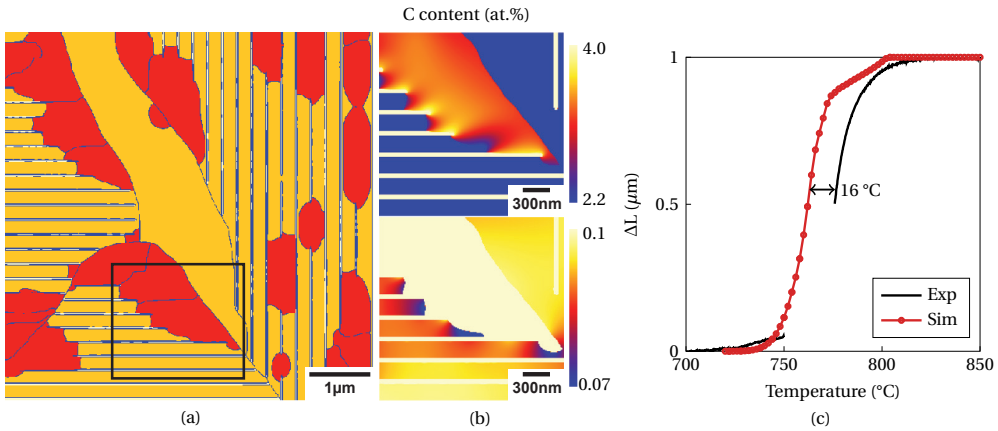 C content (at.%)
4.0
2.2
300nm
0.1
0.07
300nm
1µm
(a)
(b)
ΔL (µm)
1
0.5
0
16 °C
Exp
Sim
700
750
800
850
Temperature (°C)
(c)